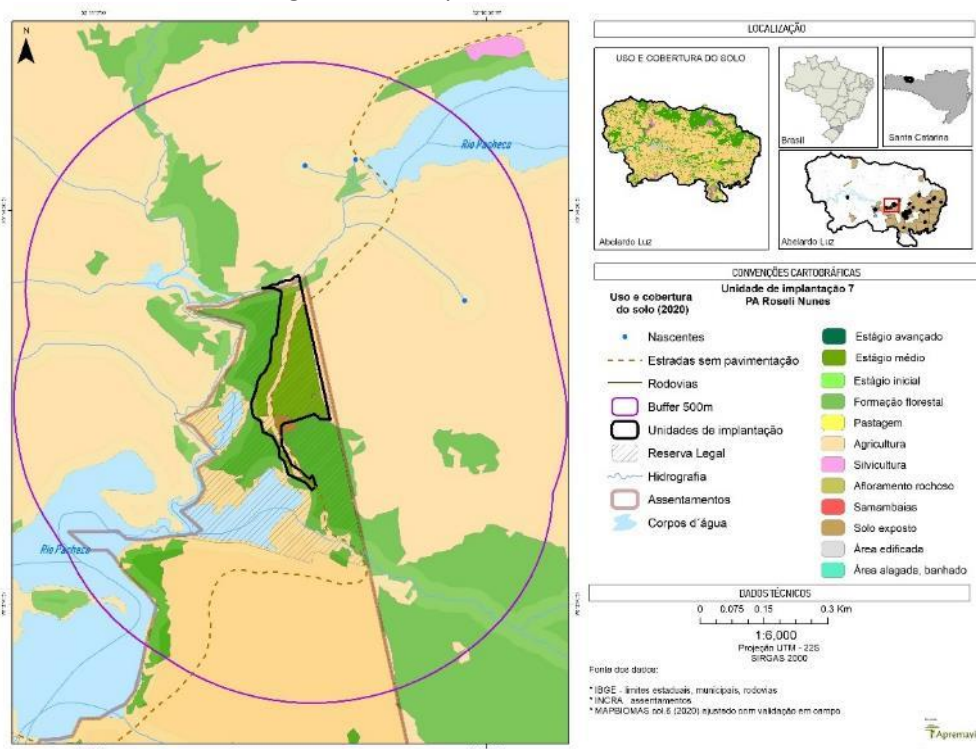 N
Rio Pacheco
Rio Pacheco
LOCALIZAÇÃO
USO E COBERTURA DO SOLO
Abelardo Luz
Brasil
Santa Catarina
Abelardo Luz
CONVENÇÕES CARTOGRÁFICAS
Unidade de implantação 7
PA Roseli Nunes
Uso e cobertura
do solo (2020)
Nascentes
Estradas sem pavimentação
Rodovias
Buffer 500m
Unidades de implantação
Reserva Legal
Hidrografia
Assentamentos
Corpos d´água
Estágio avançado
Estágio médio
Estágio inicial
Formação florestal
Pastagem
Agricultura
Silvicultura
Afloramento rochoso
Samambaias
Solo exposto
Área edificada
Área alagada, banhado
DADOS TÉCNICOS
0 0.075 0.15 0.3 Km
1:6,000
Projeção UTM - 22S
SIRGAS 2000
Fonte dos dados:
* IBGE - limites estaduais, municipais, rodovias
* INCRA assentamentos
* MAPBIOMAS col.6 (2020) ajustado com validação em campo
Apremavi